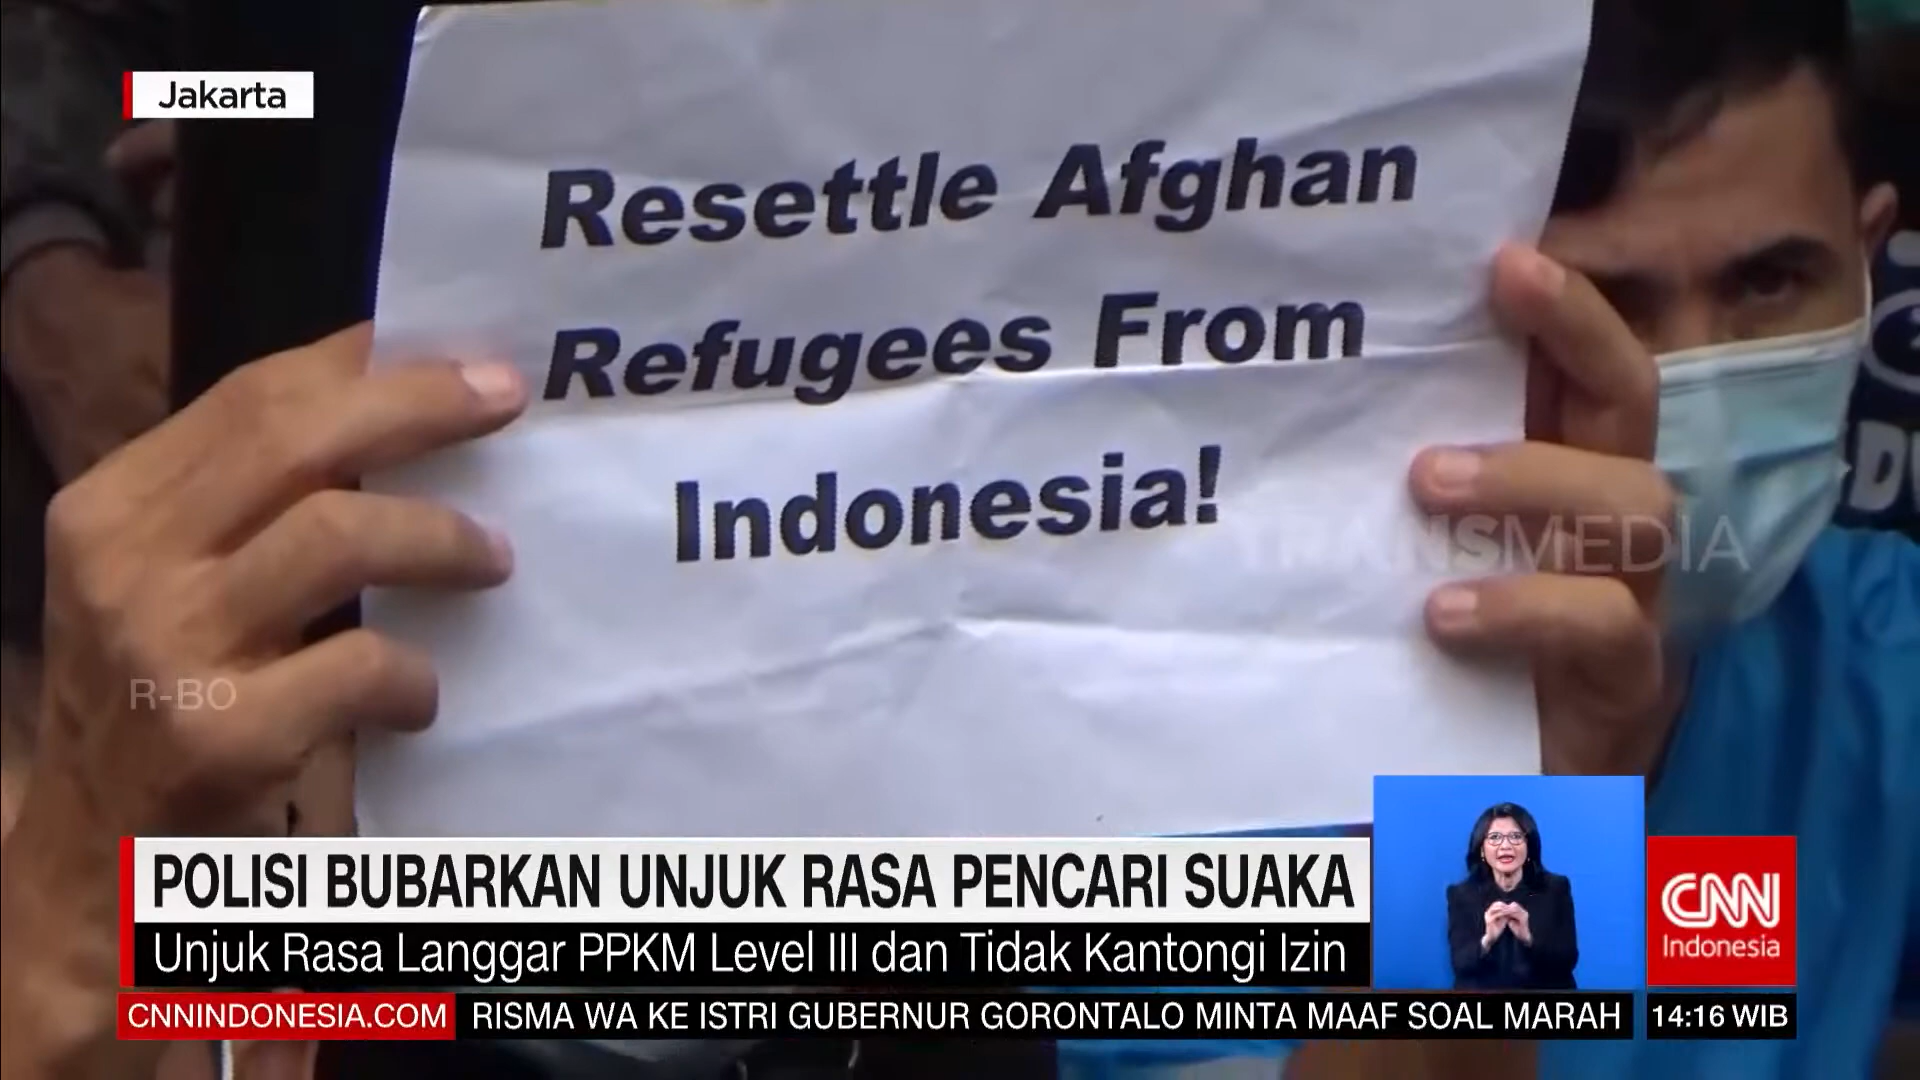 Jakarta
Resettle Afghan
Refugees From
Indonesia!
TRANSMEDIA
R-BO
POLISI BUBARKAN UNJUK RASA PENCARI SUAKA
Unjuk Rasa Langgar PPKM Level III dan Tidak Kantongi Izin
CNN
Indonesia
CNNINDONESIA.COM RISMA WA KE ISTRI GUBERNUR GORONTALO MINTA MAAF SOAL MARAH 14:16 WIB